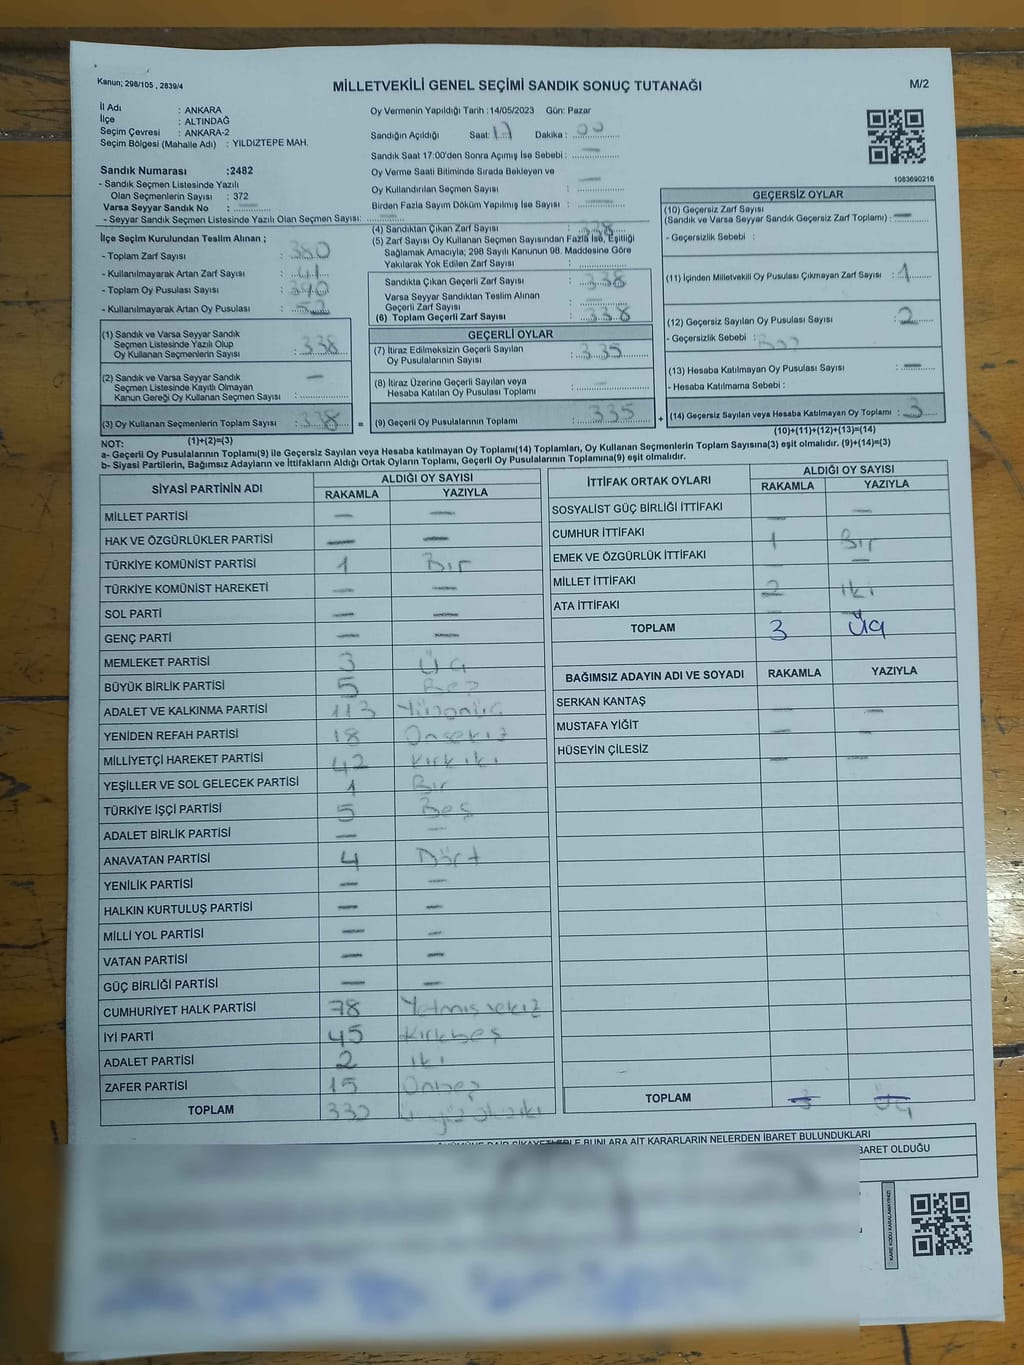 Kanun; 298/105 , 2839/4
MİLLETVEKİLİ GENEL SEÇİMİ SANDIK SONUÇ TUTANAĞI
M/2
İl Adı : ANKARA
İlçe : ALTINDAĞ
Seçim Çevresi : ANKARA-2
Seçim Bölgesi (Mahalle Adı) : YILDIZTEPE MAH.
Sandık Numarası :2482
- Sandık Seçmen Listesinde Yazılı
Olan Seçmenlerin Sayısı : 372
Varsa Seyyar Sandık No :
- Seyyar Sandık Seçmen Listesinde Yazılı Olan Seçmen Sayısı:
Oy Vermenin Yapıldığı Tarih :14/05/2023 Gün: Pazar
Sandığın Açıldığı Saat: 17 Dakika : 00
Sandık Saat 17:00'den Sonra Açımış İse Sebebi : —
Oy Verme Saati Bitiminde Sırada Bekleyen ve
Oy Kullandırılan Seçmen Sayısı : —
Birden Fazla Sayım Döküm Yapılmış İse Sayısı : —
1083690216
İlçe Seçim Kurulundan Teslim Alınan ;
- Toplam Zarf Sayısı : 380
- Kullanılmayarak Artan Zarf Sayısı :
- Toplam Oy Pusulası Sayısı : 390
- Kullanılmayarak Artan Oy Pusulası : 52
(1) Sandık ve Varsa Seyyar Sandık
Seçmen Listesinde Yazılı Olup
Oy Kullanan Seçmenlerin Sayısı : 338
(2) Sandık ve Varsa Seyyar Sandık
Seçmen Listesinde Kayıtlı Olmayan
Kanun Gereği Oy Kullanan Seçmen Sayısı : —
(3) Oy Kullanan Seçmenlerin Toplam Sayısı : 338
(1)+(2)=(3)
(4) Sandıktan Çıkan Zarf Sayısı : 338
(5) Zarf Sayısı Oy Kullanan Seçmen Sayısından Fazla İse, Eşitliği
Sağlamak Amacıyla; 298 Sayılı Kanunun 98. Maddesine Göre
Yakılarak Yok Edilen Zarf Sayısı :
Sandıkta Çıkan Geçerli Zarf Sayısı : 338
Varsa Seyyar Sandıktan Teslim Alınan
Geçerli Zarf Sayısı : —
(6) Toplam Geçerli Zarf Sayısı : 338
GEÇERLİ OYLAR
(7) İtiraz Edilmeksizin Geçerli Sayılan
Oy Pusulalarının Sayısı : 335
(8) İtiraz Üzerine Geçerli Sayılan veya
Hesaba Katılan Oy Pusulası Toplamı : —
= (9) Geçerli Oy Pusulalarının Toplamı : 335
GEÇERSİZ OYLAR
(10) Geçersiz Zarf Sayısı
(Sandık ve Varsa Seyyar Sandık Geçersiz Zarf Toplamı) : —
- Geçersizlik Sebebi :
(11) İçinden Milletvekili Oy Pusulası Çıkmayan Zarf Sayısı : 1
(12) Geçersiz Sayılan Oy Pusulası Sayısı : 2
- Geçersizlik Sebebi :
(13) Hesaba Katılmayan Oy Pusulası Sayısı : —
- Hesaba Katılmama Sebebi :
+ (14) Geçersiz Sayılan veya Hesaba Katılmayan Oy Toplamı : 3
(10)+(11)+(12)+(13)=(14)
NOT:
a- Geçerli Oy Pusulalarının Toplamı(9) ile Geçersiz Sayılan veya Hesaba katılmayan Oy Toplamı(14) Toplamları, Oy Kullanan Seçmenlerin Toplam Sayısına(3) eşit olmalıdır. (9)+(14)=(3)
b- Siyasi Partilerin, Bağımsız Adayların ve İttifakların Aldığı Ortak Oyların Toplamı, Geçerli Oy Pusulalarının Toplamına(9) eşit olmalıdır.
SİYASİ PARTİNİN ADI ALDIĞI OY SAYISI
RAKAMLA YAZIYLA
MİLLET PARTİSİ — —
HAK VE ÖZGÜRLÜKLER PARTİSİ — —
TÜRKİYE KOMÜNİST PARTİSİ 1 Bir
TÜRKİYE KOMÜNİST HAREKETİ — —
SOL PARTİ — —
GENÇ PARTİ — —
MEMLEKET PARTİSİ 3 Üç
BÜYÜK BİRLİK PARTİSİ 5 Beş
ADALET VE KALKINMA PARTİSİ 113 Yüzonüç
YENİDEN REFAH PARTİSİ 18 Onsekiz
MİLLİYETÇİ HAREKET PARTİSİ 42 Kırkiki
YEŞİLLER VE SOL GELECEK PARTİSİ 1 Bir
TÜRKİYE İŞÇİ PARTİSİ 5 Beş
ADALET BİRLİK PARTİSİ — —
ANAVATAN PARTİSİ 4 Dört
YENİLİK PARTİSİ — —
HALKIN KURTULUŞ PARTİSİ — —
MİLLİ YOL PARTİSİ — —
VATAN PARTİSİ — —
GÜÇ BİRLİĞİ PARTİSİ — —
CUMHURİYET HALK PARTİSİ 78 Yetmişsekiz
İYİ PARTİ 45 Kırkbeş
ADALET PARTİSİ 2 iki
ZAFER PARTİSİ 15 Onbeş
TOPLAM 332
İTTİFAK ORTAK OYLARI ALDIĞI OY SAYISI
RAKAMLA YAZIYLA
SOSYALİST GÜÇ BİRLİĞİ İTTİFAKI — —
CUMHUR İTTİFAKI 1 Bir
EMEK VE ÖZGÜRLÜK İTTİFAKI — —
MİLLET İTTİFAKI 2 iki
ATA İTTİFAKI —
TOPLAM 3 Üç
BAĞIMSIZ ADAYIN ADI VE SOYADI RAKAMLA YAZIYLA
SERKAN KANTAŞ — —
MUSTAFA YİĞİT — —
HÜSEYİN ÇİLESİZ — —
TOPLAM 3 Üç
ŞİKAYETLERLE BUNLARA AİT KARARLARIN NELERDEN İBARET BULUNDUKLARI
BARET OLDUĞU
KARE KODU KARALAMAYINIZ!